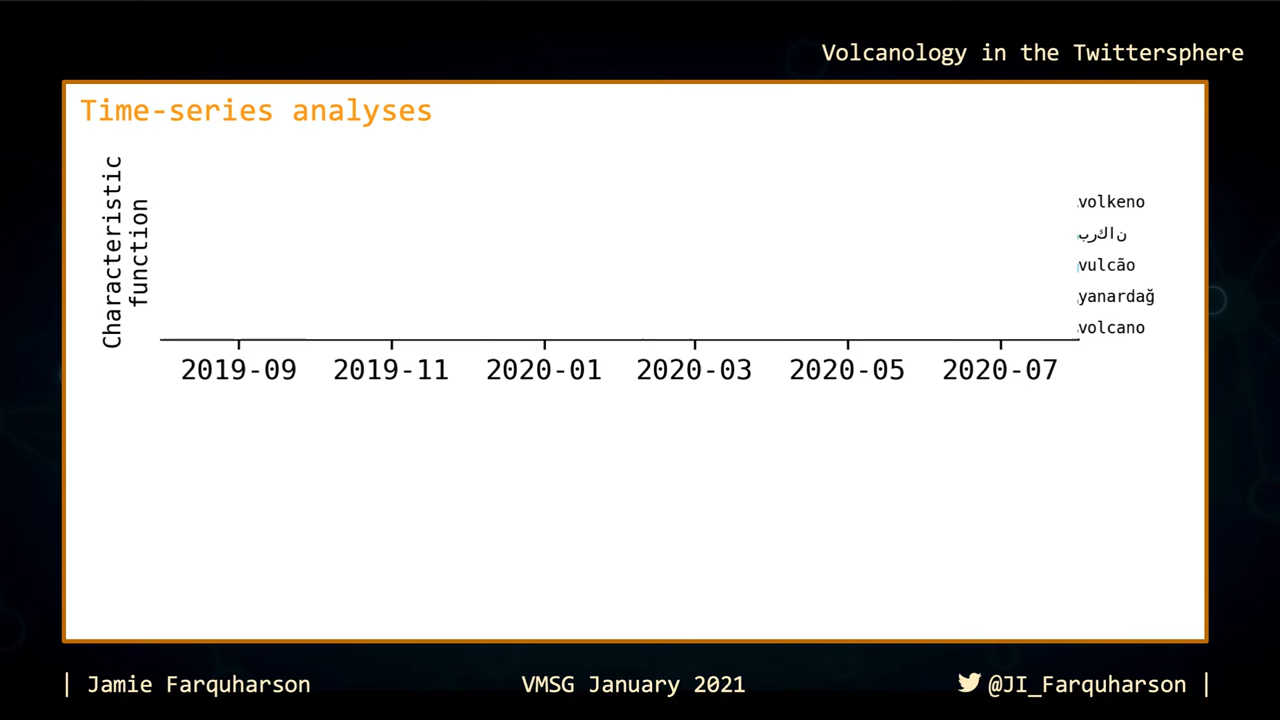 Volcanology in the Twittersphere
Time-series analyses
Characteristic
function
volkeno
ناكرب
vulcão
yanardağ
volcano
2019-09 2019-11 2020-01 2020-03 2020-05 2020-07
| Jamie Farquharson VMSG January 2021 @JI_Farquharson |